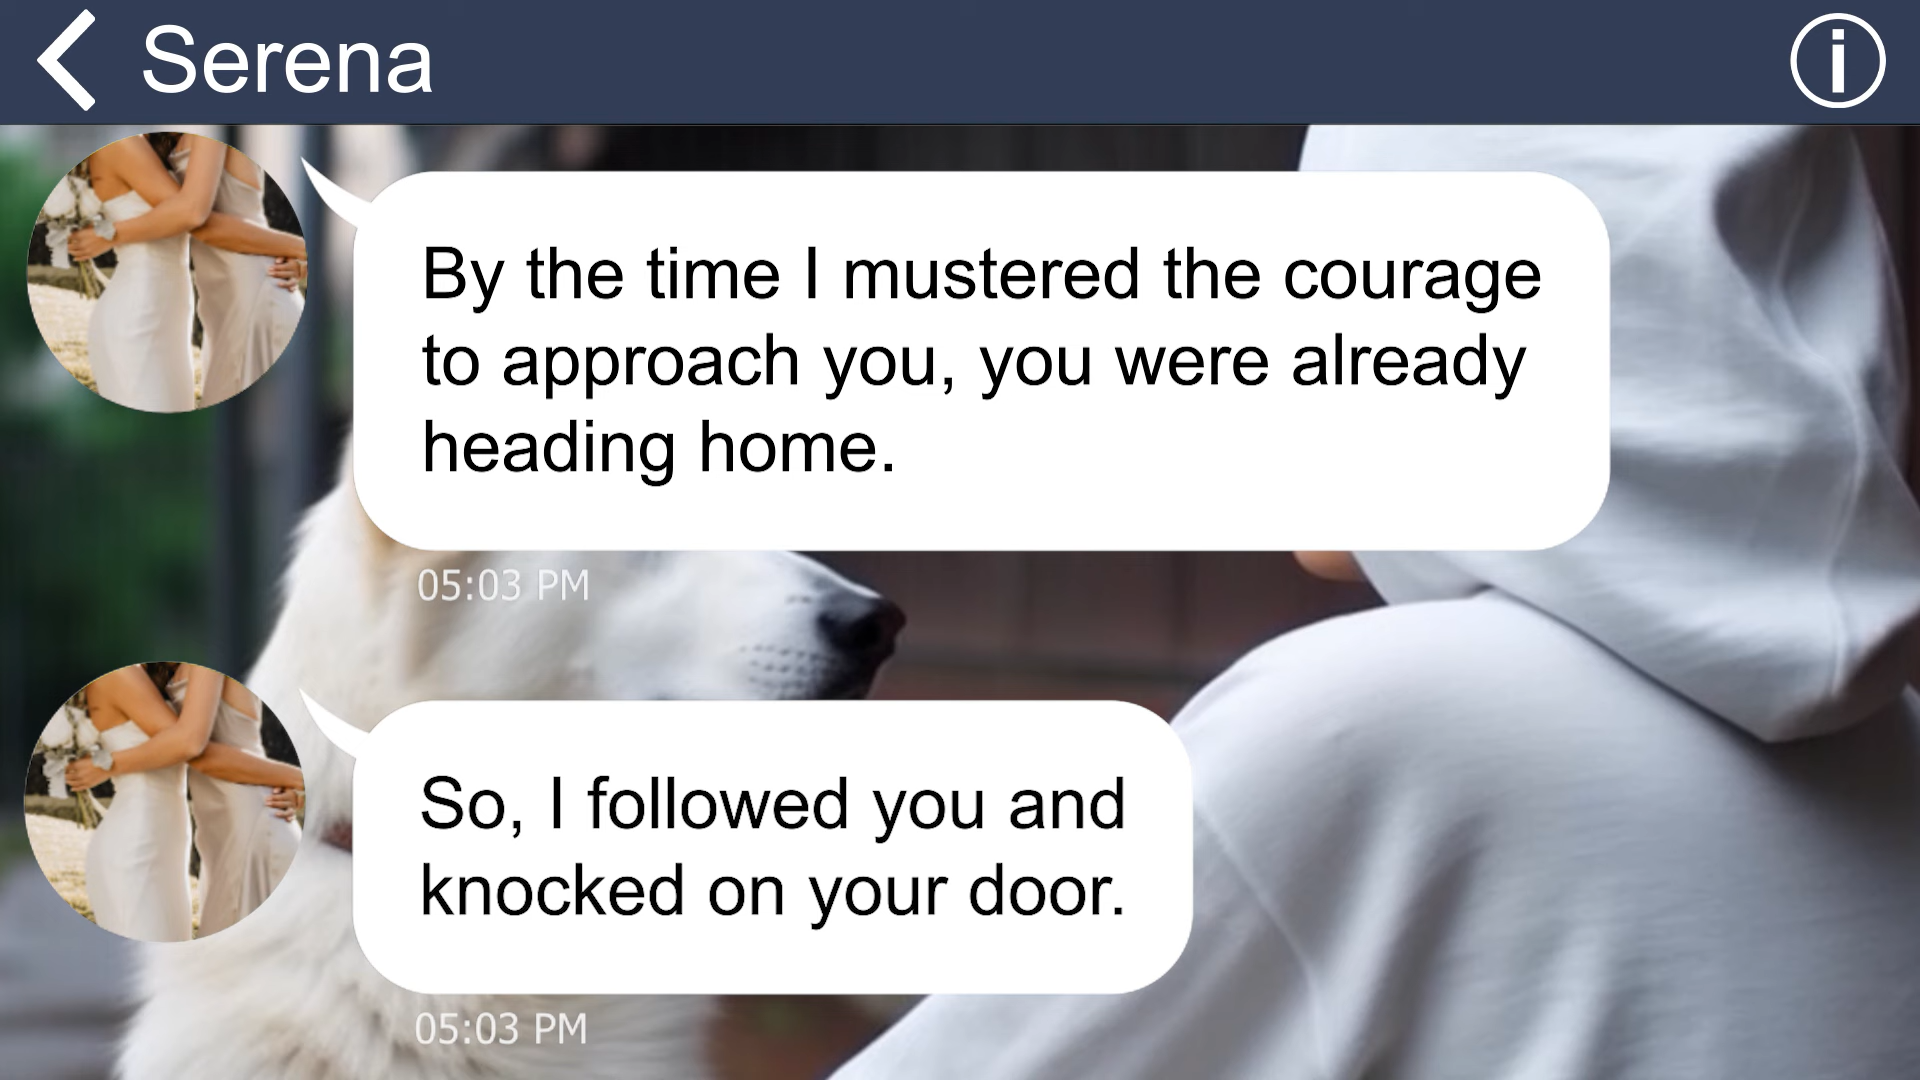 Serena
By the time I mustered the courage
to approach you, you were already
heading home.
05:03 PM
So, I followed you and
knocked on your door.
05:03 PM